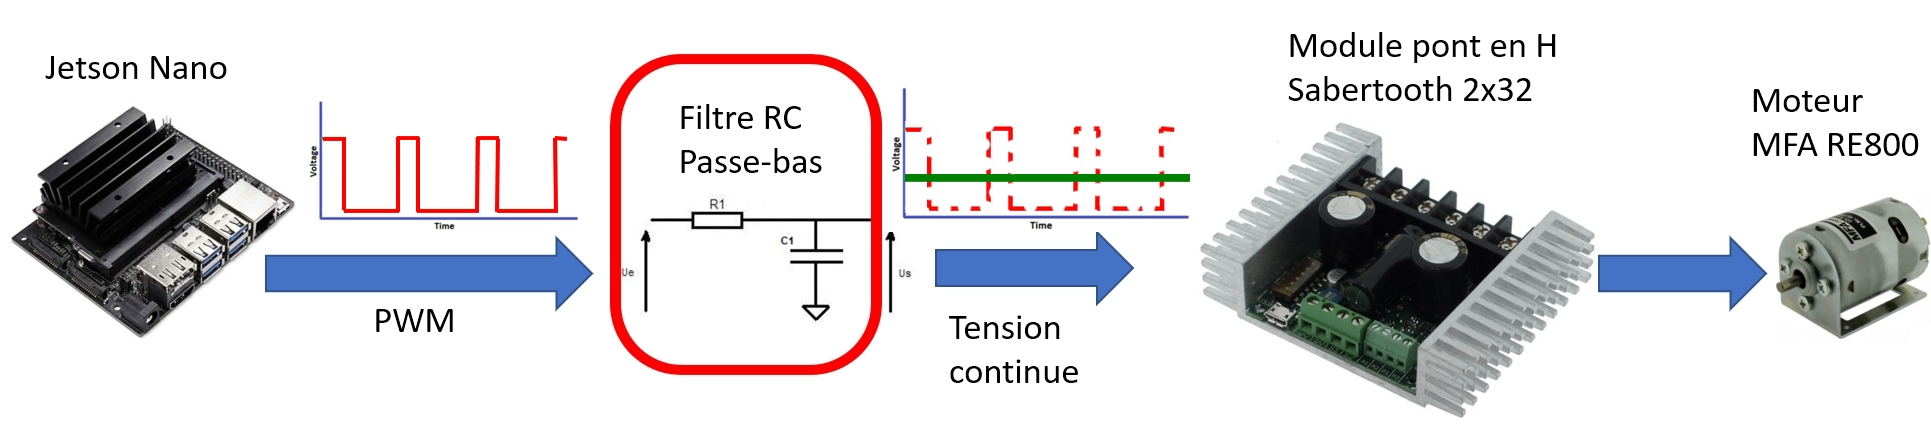 Jetson Nano
Voltage
Time
PWM
Filtre RC
Passe-bas
R1
C1
Ue
Us
Voltage
Time
Tension
continue
Module pont en H
Sabertooth 2x32
Moteur
MFA RE800
MFA